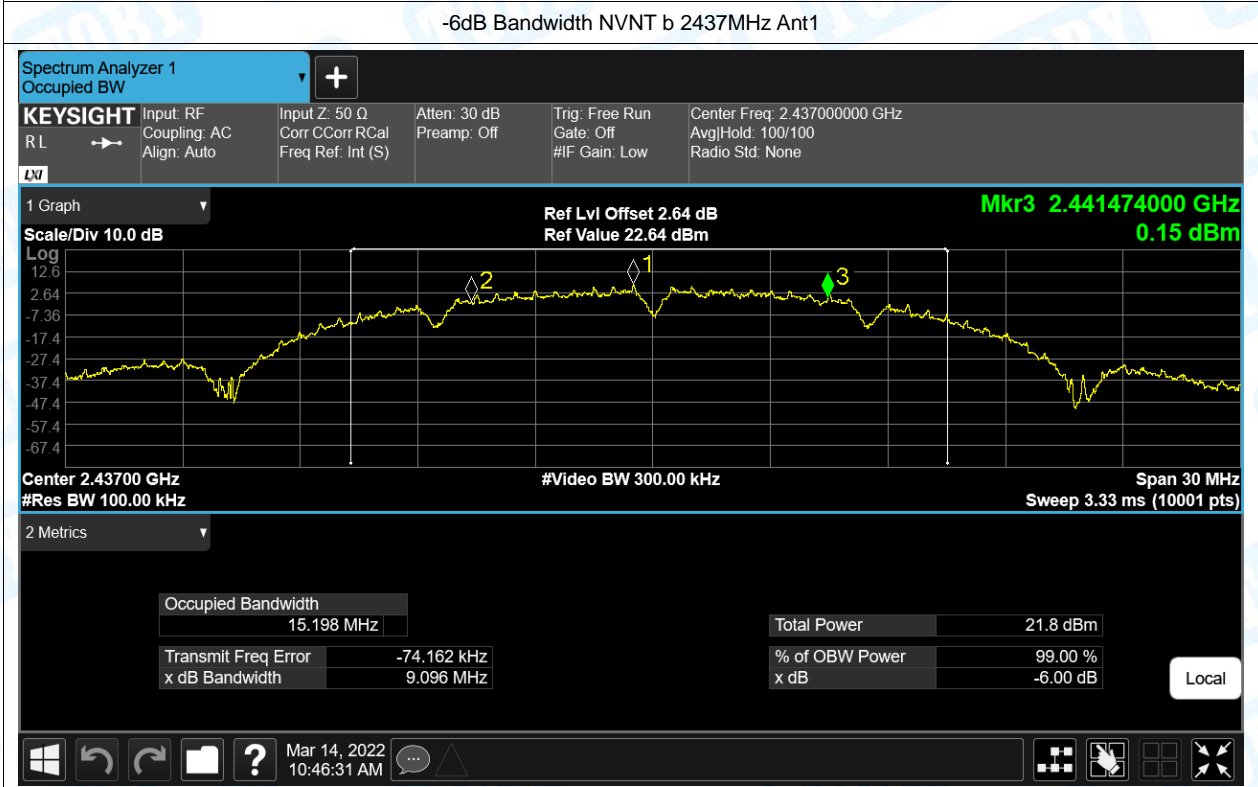 -6dB Bandwidth NVNT b 2437MHz Ant1
Spectrum Analyzer 1
Occupied BW
KEYSIGHT
R L
LXI
Input: RF
Coupling: AC
Align: Auto
Input Z: 50 Ω
Corr CCorr RCal
Freq Ref: Int (S)
Atten: 30 dB
Preamp: Off
Trig: Free Run
Gate: Off
#IF Gain: Low
Center Freq: 2.437000000 GHz
Avg|Hold: 100/100
Radio Std: None
1 Graph
Scale/Div 10.0 dB
Ref Lvl Offset 2.64 dB
Ref Value 22.64 dBm
Mkr3 2.441474000 GHz
0.15 dBm
Log
12.6
2.64
-7.36
-17.4
-27.4
-37.4
-47.4
-57.4
-67.4
2
1
3
Center 2.43700 GHz
#Res BW 100.00 kHz
#Video BW 300.00 kHz
Span 30 MHz
Sweep 3.33 ms (10001 pts)
2 Metrics
Occupied Bandwidth
15.198 MHz
Total Power 21.8 dBm
Transmit Freq Error -74.162 kHz
% of OBW Power 99.00 %
x dB Bandwidth 9.096 MHz
x dB -6.00 dB
Local
?
Mar 14, 2022
10:46:31 AM